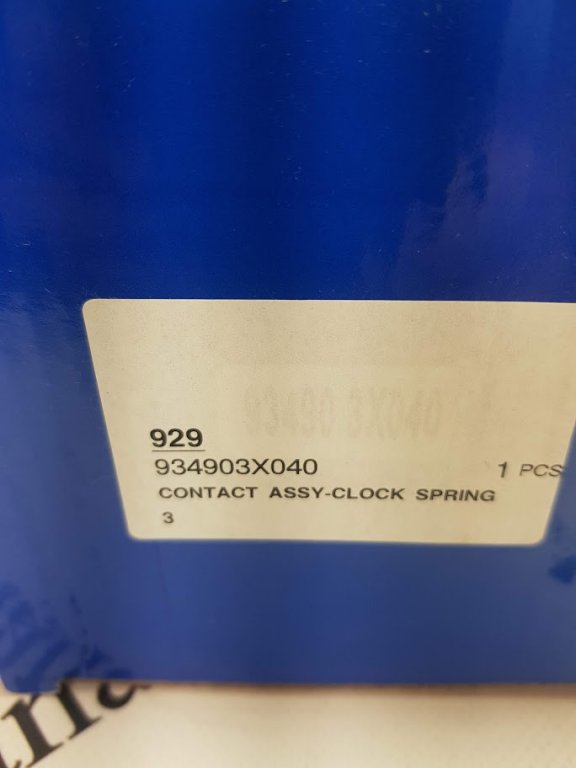 929
934903X040
1 PCS
CONTACT ASSY-CLOCK SPRING
3